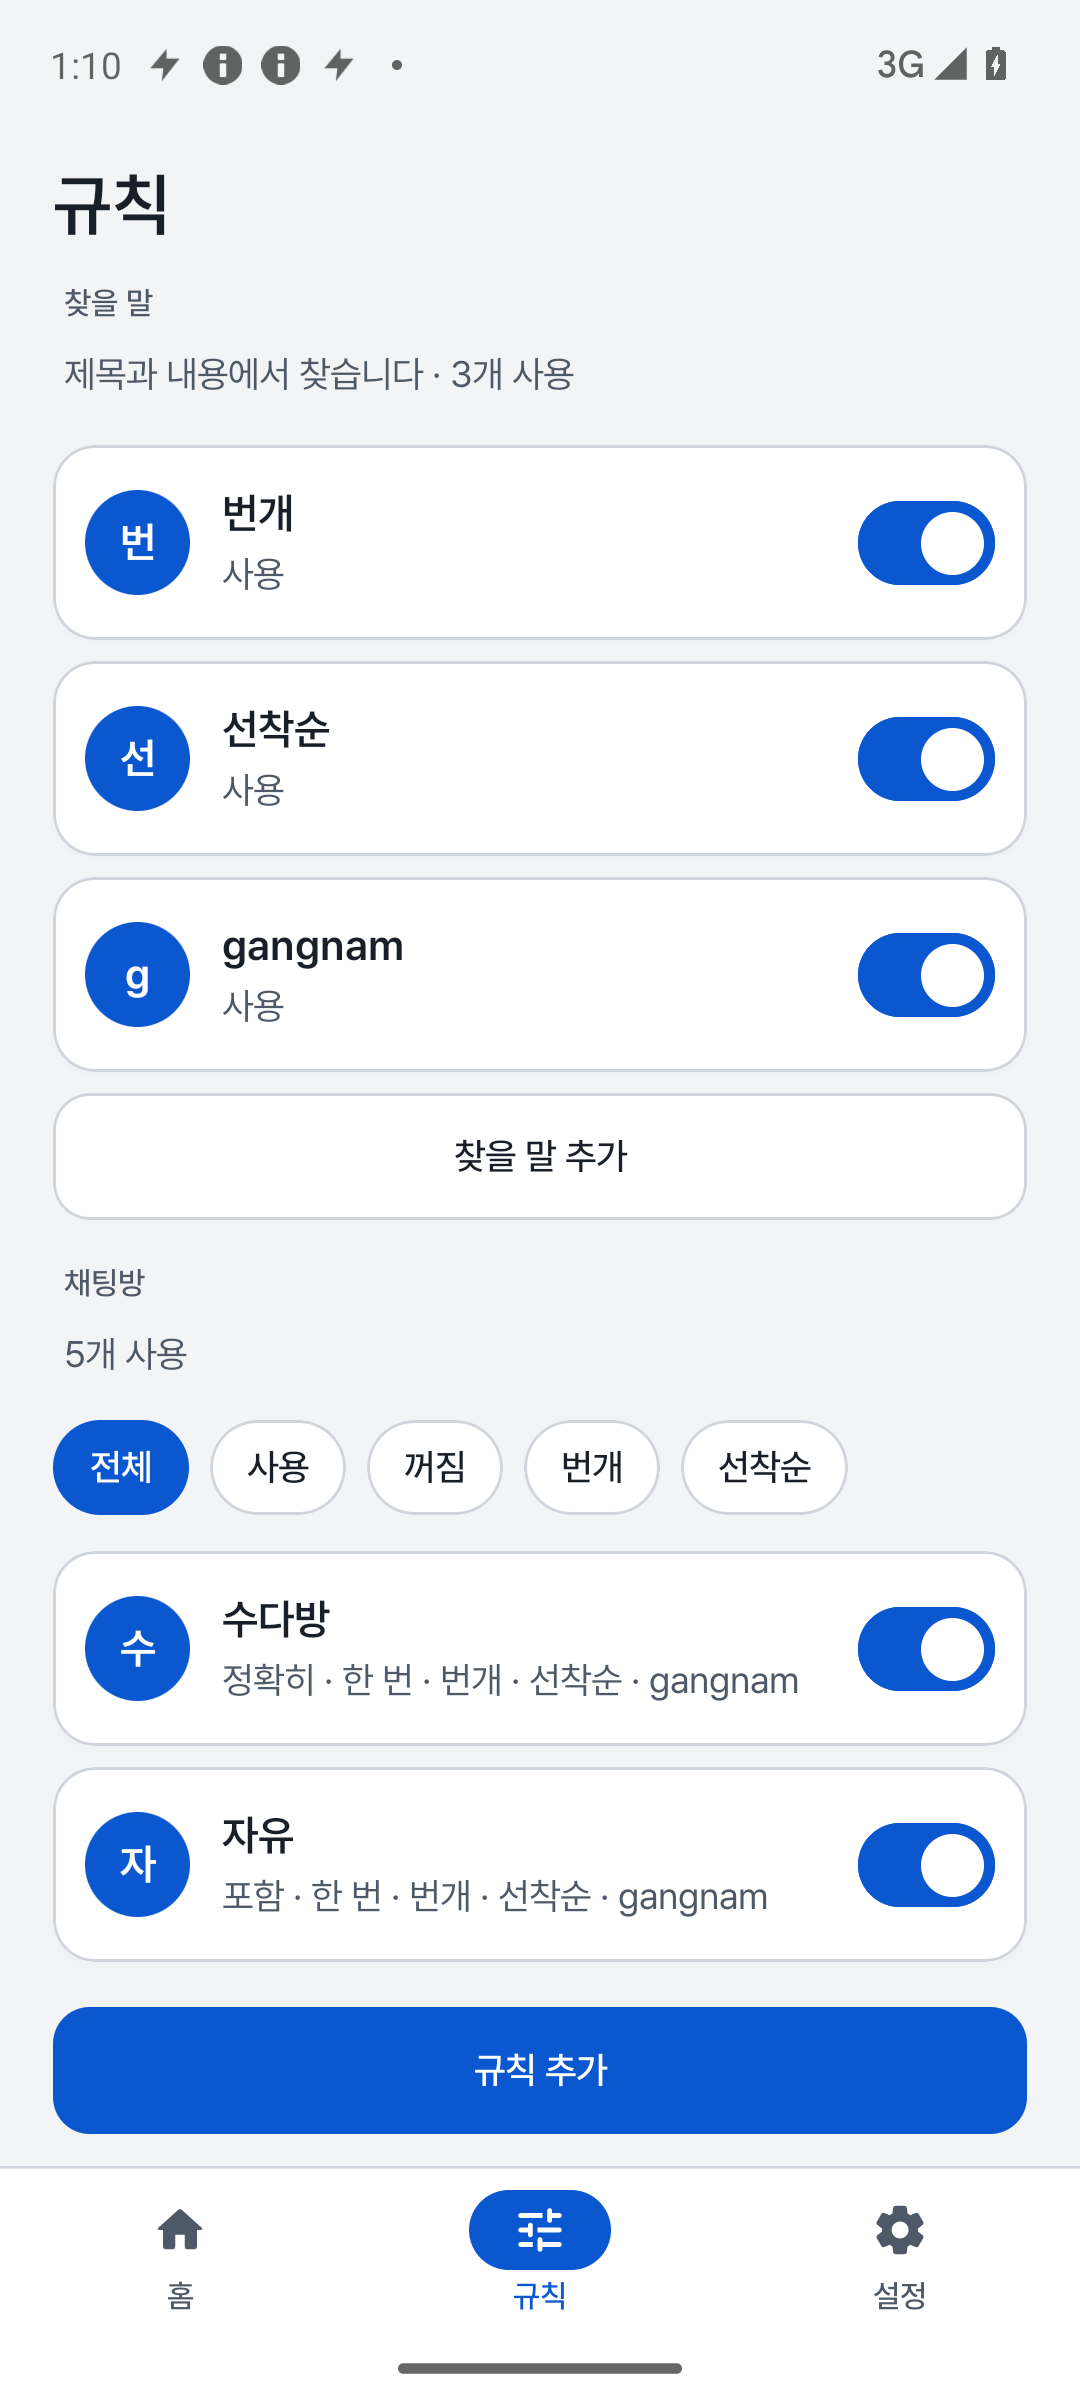 1:10
3G
규칙
찾을 말
제목과 내용에서 찾습니다 · 3개 사용
번
번개
사용
선
선착순
사용
g
gangnam
사용
찾을 말 추가
채팅방
5개 사용
전체 사용 꺼짐 번개 선착순
수
수다방
정확히 · 한 번 · 번개 · 선착순 · gangnam
자
자유
포함 · 한 번 · 번개 · 선착순 · gangnam
규칙 추가
홈 규칙 설정